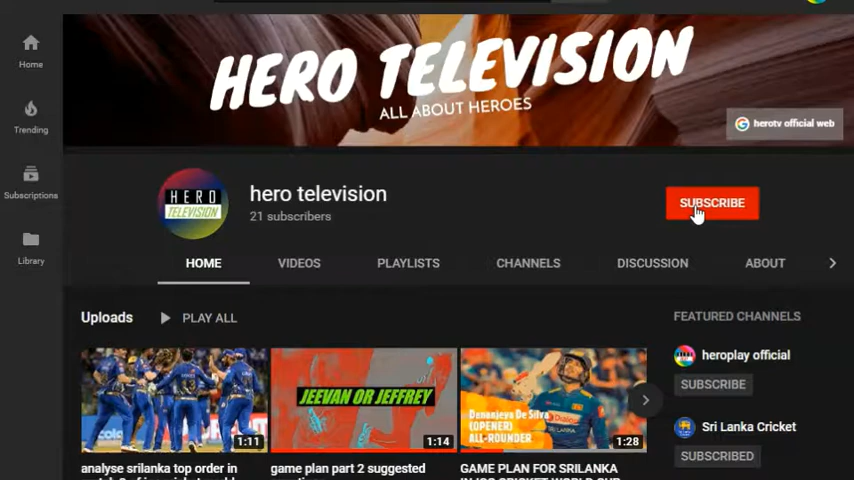 HERO TELEVISION
ALL ABOUT HEROES
herotv official web
Home
Trending
Subscriptions
Library
HERO
TELEVISION
hero television
21 subscribers
SUBSCRIBE
HOME VIDEOS PLAYLISTS CHANNELS DISCUSSION ABOUT
Uploads PLAY ALL
FEATURED CHANNELS
1:11
JEEVAN OR JEFFREY
1:14
Dananjeya De Silva
(OPENER)
ALL-ROUNDER
1:28
analyse srilanka top order in
game plan part 2 suggested
GAME PLAN FOR SRILANKA
heroplay official
SUBSCRIBE
Sri Lanka Cricket
SUBSCRIBED